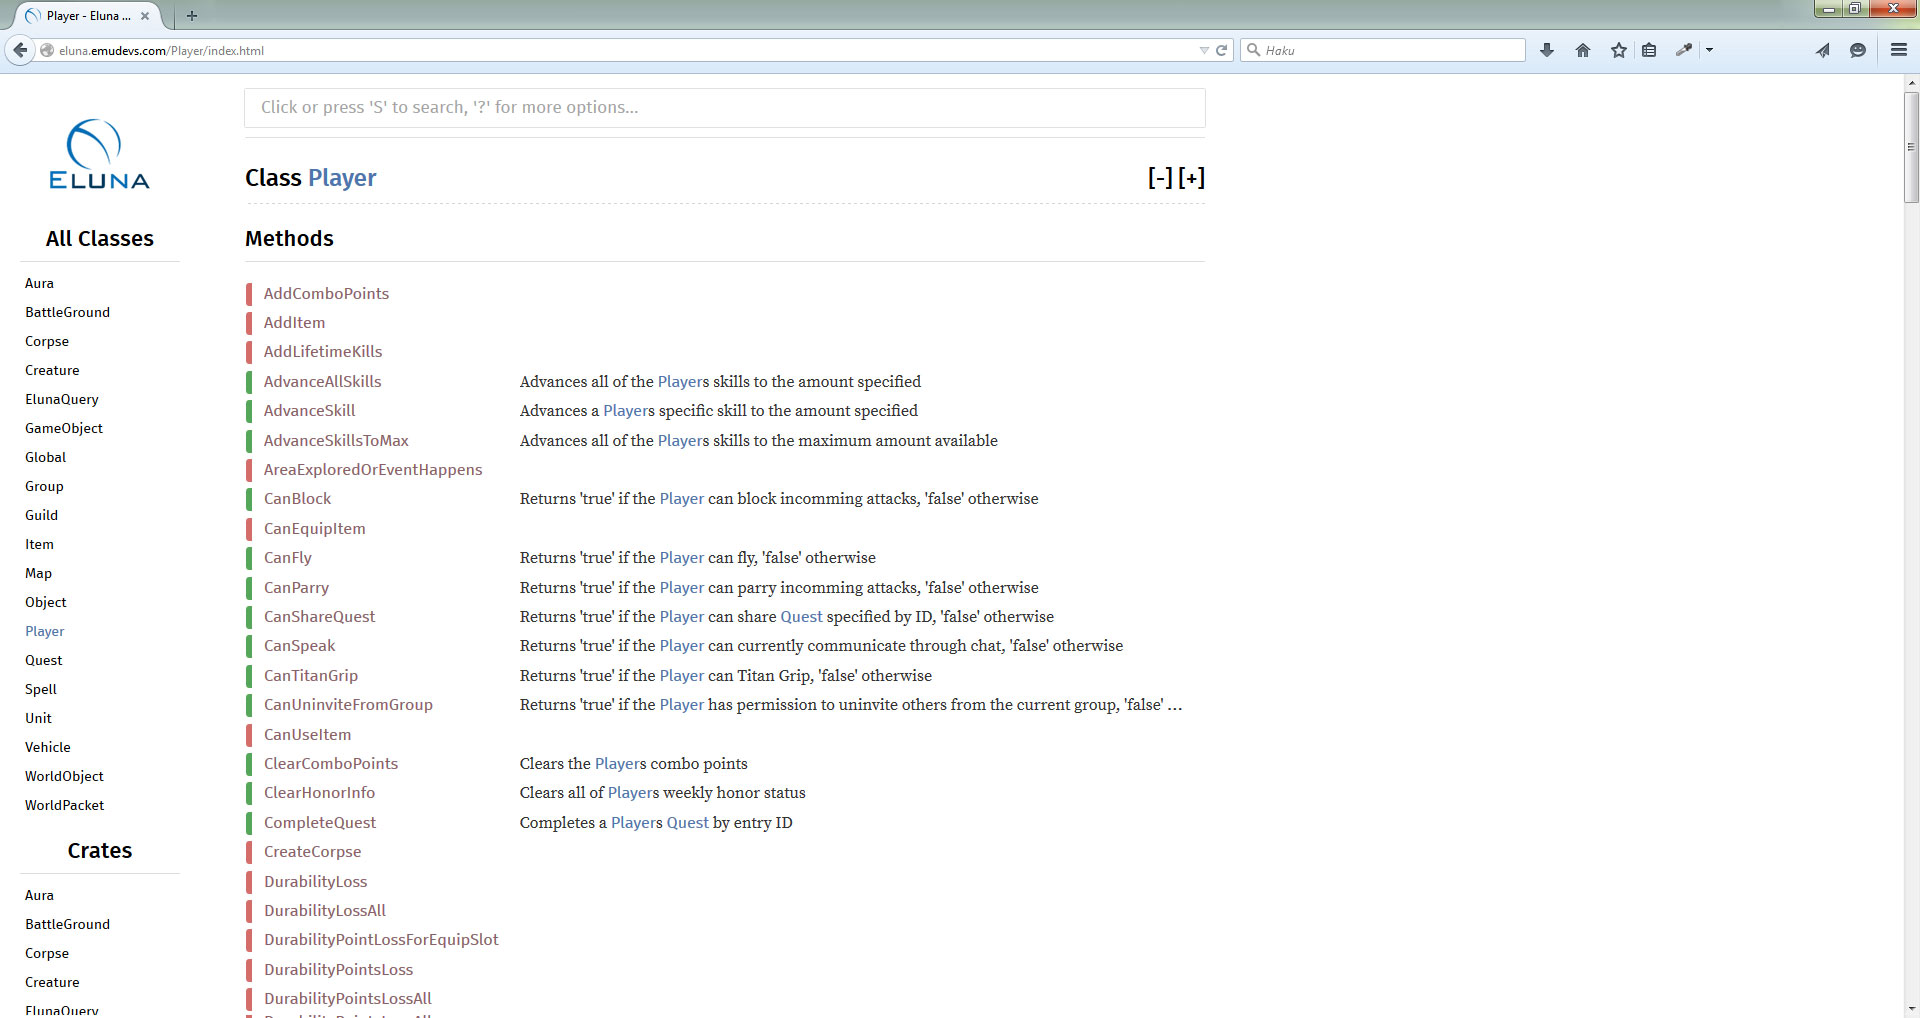 Player - Eluna ...
eluna.emudevs.com/Player/index.html
Haku
Click or press 'S' to search, '?' for more options...
ELUNA
Class Player
[-] [+]
All Classes
Aura
BattleGround
Corpse
Creature
ElunaQuery
GameObject
Global
Group
Guild
Item
Map
Object
Player
Quest
Spell
Unit
Vehicle
WorldObject
WorldPacket
Crates
Aura
BattleGround
Corpse
Creature
ElunaQuery
Methods
AddComboPoints
AddItem
AddLifetimeKills
AdvanceAllSkills Advances all of the Players skills to the amount specified
AdvanceSkill Advances a Players specific skill to the amount specified
AdvanceSkillsToMax Advances all of the Players skills to the maximum amount available
AreaExploredOrEventHappens
CanBlock Returns 'true' if the Player can block incomming attacks, 'false' otherwise
CanEquipItem
CanFly Returns 'true' if the Player can fly, 'false' otherwise
CanParry Returns 'true' if the Player can parry incomming attacks, 'false' otherwise
CanShareQuest Returns 'true' if the Player can share Quest specified by ID, 'false' otherwise
CanSpeak Returns 'true' if the Player can currently communicate through chat, 'false' otherwise
CanTitanGrip Returns 'true' if the Player can Titan Grip, 'false' otherwise
CanUninviteFromGroup Returns 'true' if the Player has permission to uninvite others from the current group, 'false' ...
CanUseItem
ClearComboPoints Clears the Players combo points
ClearHonorInfo Clears all of Players weekly honor status
CompleteQuest Completes a Players Quest by entry ID
CreateCorpse
DurabilityLoss
DurabilityLossAll
DurabilityPointLossForEquipSlot
DurabilityPointsLoss
DurabilityPointsLossAll